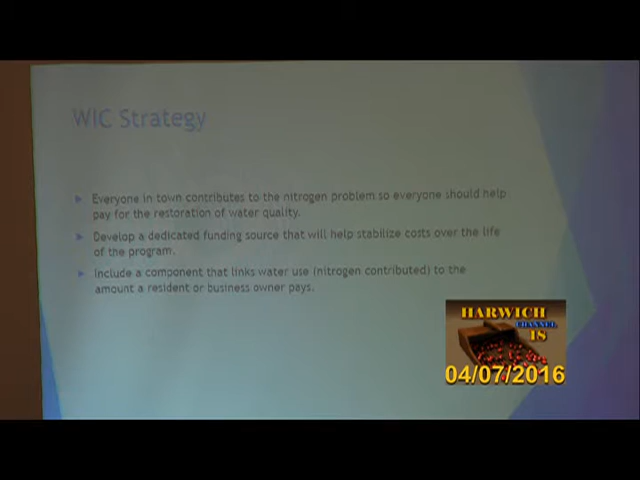 WIC Strategy
Everyone in town contributes to the nitrogen problem so everyone should help
pay for the restoration of water quality.
Develop a dedicated funding source that will help stabilize costs over the life
of the program.
Include a component that links water use (nitrogen contributed) to the
amount a resident or business owner pays.
HARWICH
CHANNEL
18
04/07/2016